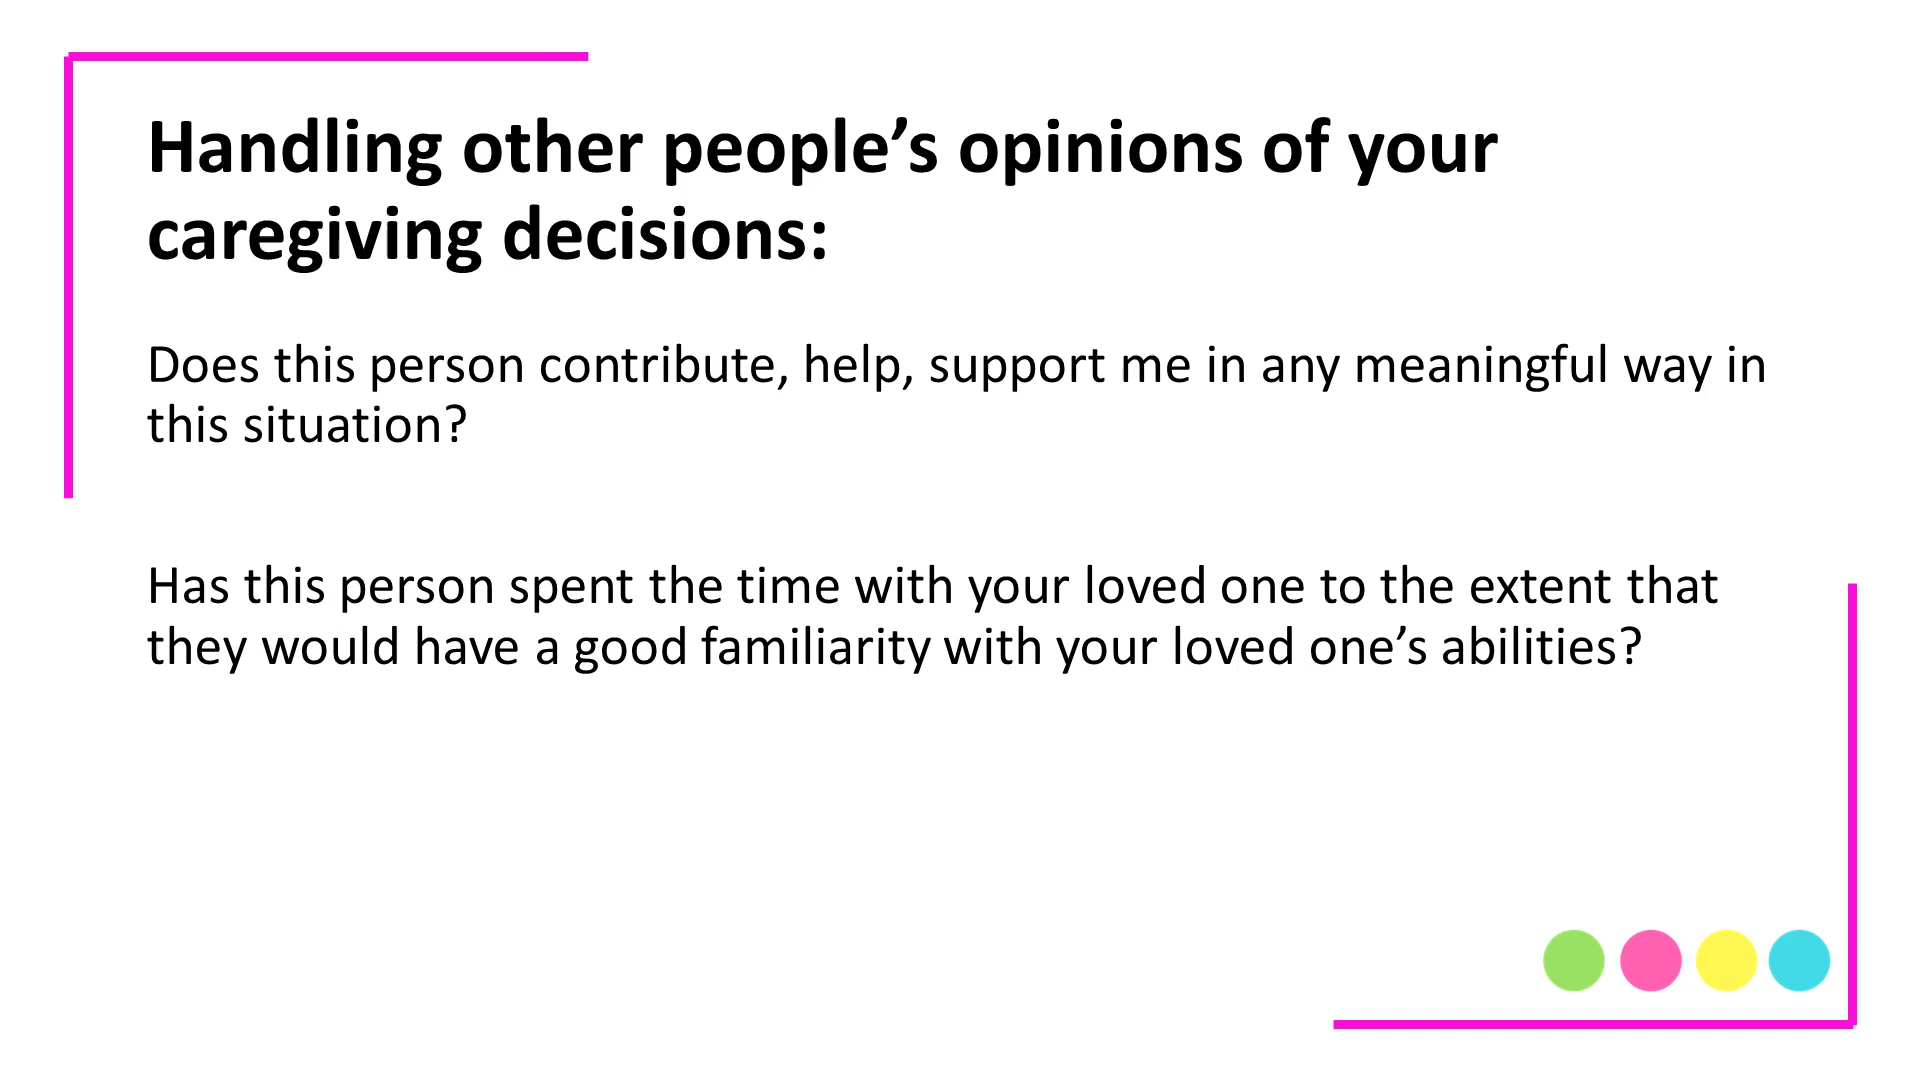 Handling other people’s opinions of your
caregiving decisions:
Does this person contribute, help, support me in any meaningful way in
this situation?
Has this person spent the time with your loved one to the extent that
they would have a good familiarity with your loved one’s abilities?